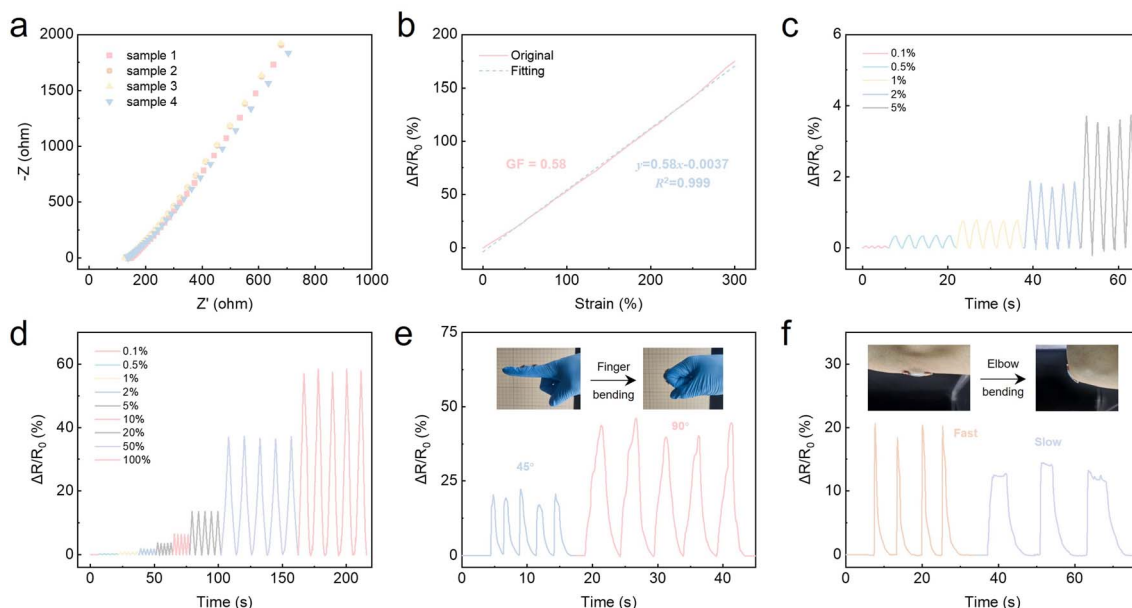 a
2000
1500
1000
500
0
-Z (ohm)
sample 1
sample 2
sample 3
sample 4
0 200 400 600 800 1000
Z' (ohm)
b
200
150
100
50
0
ΔR/R0 (%)
Original
Fitting
GF = 0.58
y=0.58x-0.0037
R²=0.999
0 100 200 300
Strain (%)
c
6
4
2
0
ΔR/R0 (%)
0.1%
0.5%
1%
2%
5%
0 20 40 60
Time (s)
d
60
30
0
ΔR/R0 (%)
0.1%
0.5%
1%
2%
5%
10%
20%
50%
100%
0 50 100 150 200
Time (s)
e
75
50
25
0
ΔR/R0 (%)
Finger
bending
45°
90°
0 10 20 30 40
Time (s)
f
30
20
10
0
ΔR/R0 (%)
Elbow
bending
Fast
Slow
0 20 40 60
Time (s)